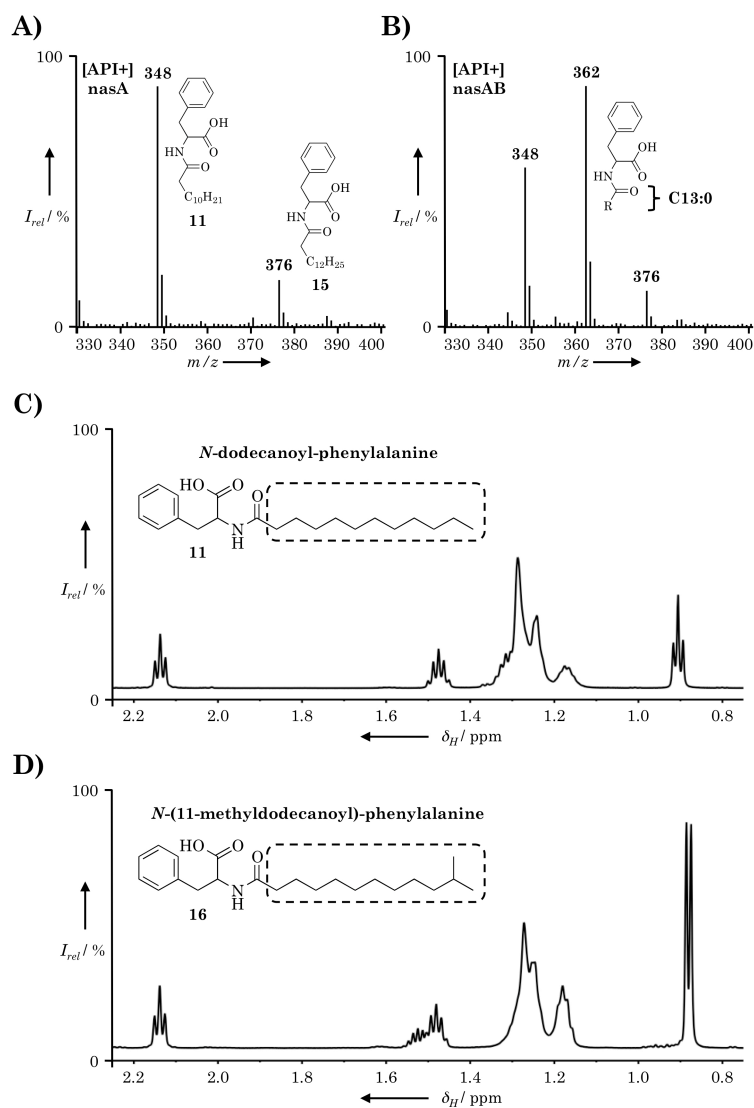 A)
100
[API+]
nasA
348
OH
HN
O
O
C10H21
11
OH
HN
O
O
376
C12H25
15
Irel / %
0
330 340 350 360 370 380 390 400
m/z
B)
100
[API+]
nasAB
362
348
OH
HN
O
O
R
C13:0
376
Irel / %
0
330 340 350 360 370 380 390 400
m/z
C)
100
N-dodecanoyl-phenylalanine
HO
O
O
N
H
11
Irel / %
0
2.2 2.0 1.6 1.4 1.2 1.0 0.8
δH / ppm
D)
100
N-(11-methyldodecanoyl)-phenylalanine
HO
O
O
N
H
16
Irel / %
0
2.2 2.0 1.6 1.4 1.2 1.0 0.8
δH / ppm